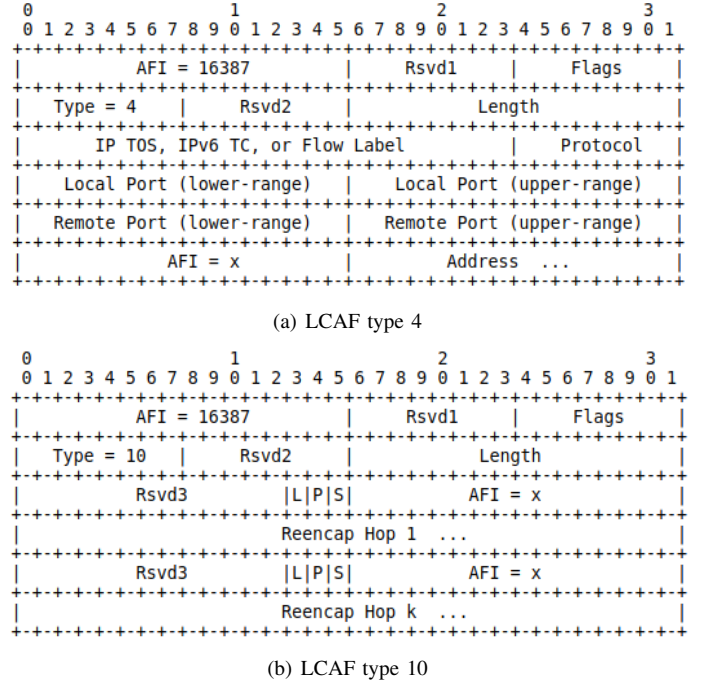 0                   1                   2                   3
0 1 2 3 4 5 6 7 8 9 0 1 2 3 4 5 6 7 8 9 0 1 2 3 4 5 6 7 8 9 0 1
+-+-+-+-+-+-+-+-+-+-+-+-+-+-+-+-+-+-+-+-+-+-+-+-+-+-+-+-+-+-+-+-+
|           AFI = 16387         |     Rsvd1     |     Flags     |
+-+-+-+-+-+-+-+-+-+-+-+-+-+-+-+-+-+-+-+-+-+-+-+-+-+-+-+-+-+-+-+-+
|   Type = 4    |     Rsvd2     |            Length             |
+-+-+-+-+-+-+-+-+-+-+-+-+-+-+-+-+-+-+-+-+-+-+-+-+-+-+-+-+-+-+-+-+
|       IP TOS, IPv6 TC, or Flow Label          |    Protocol   |
+-+-+-+-+-+-+-+-+-+-+-+-+-+-+-+-+-+-+-+-+-+-+-+-+-+-+-+-+-+-+-+-+
|    Local Port (lower-range)   |    Local Port (upper-range)   |
+-+-+-+-+-+-+-+-+-+-+-+-+-+-+-+-+-+-+-+-+-+-+-+-+-+-+-+-+-+-+-+-+
|   Remote Port (lower-range)   |   Remote Port (upper-range)   |
+-+-+-+-+-+-+-+-+-+-+-+-+-+-+-+-+-+-+-+-+-+-+-+-+-+-+-+-+-+-+-+-+
|              AFI = x          |         Address  ...          |
+-+-+-+-+-+-+-+-+-+-+-+-+-+-+-+-+-+-+-+-+-+-+-+-+-+-+-+-+-+-+-+-+
(a) LCAF type 4
0                   1                   2                   3
0 1 2 3 4 5 6 7 8 9 0 1 2 3 4 5 6 7 8 9 0 1 2 3 4 5 6 7 8 9 0 1
+-+-+-+-+-+-+-+-+-+-+-+-+-+-+-+-+-+-+-+-+-+-+-+-+-+-+-+-+-+-+-+-+
|           AFI = 16387         |     Rsvd1     |     Flags     |
+-+-+-+-+-+-+-+-+-+-+-+-+-+-+-+-+-+-+-+-+-+-+-+-+-+-+-+-+-+-+-+-+
|   Type = 10   |     Rsvd2     |            Length             |
+-+-+-+-+-+-+-+-+-+-+-+-+-+-+-+-+-+-+-+-+-+-+-+-+-+-+-+-+-+-+-+-+
|           Rsvd3         |L|P|S|           AFI = x             |
+-+-+-+-+-+-+-+-+-+-+-+-+-+-+-+-+-+-+-+-+-+-+-+-+-+-+-+-+-+-+-+-+
|                         Reencap Hop 1  ...                    |
+-+-+-+-+-+-+-+-+-+-+-+-+-+-+-+-+-+-+-+-+-+-+-+-+-+-+-+-+-+-+-+-+
|           Rsvd3         |L|P|S|           AFI = x             |
+-+-+-+-+-+-+-+-+-+-+-+-+-+-+-+-+-+-+-+-+-+-+-+-+-+-+-+-+-+-+-+-+
|                         Reencap Hop k  ...                    |
+-+-+-+-+-+-+-+-+-+-+-+-+-+-+-+-+-+-+-+-+-+-+-+-+-+-+-+-+-+-+-+-+
(b) LCAF type 10